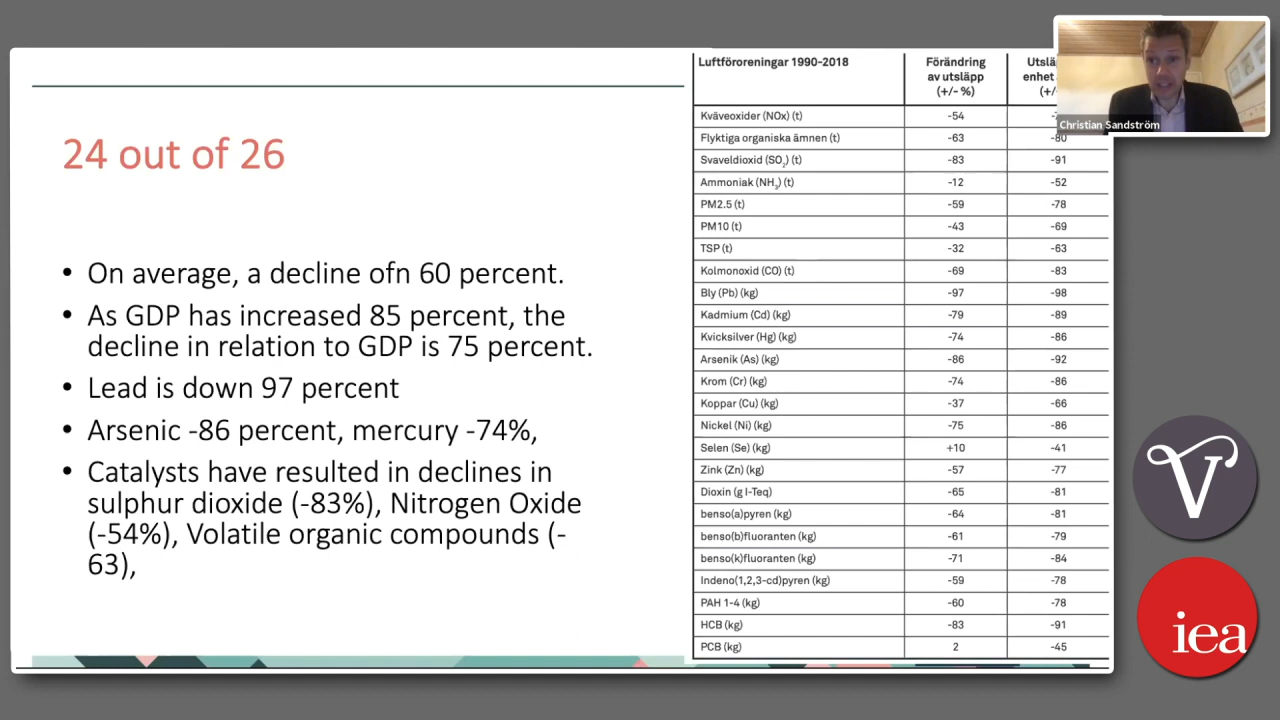 24 out of 26
• On average, a decline ofn 60 percent.
• As GDP has increased 85 percent, the
decline in relation to GDP is 75 percent.
• Lead is down 97 percent
• Arsenic -86 percent, mercury -74%,
• Catalysts have resulted in declines in
sulphur dioxide (-83%), Nitrogen Oxide
(-54%), Volatile organic compounds (-
63),
Luftföroreningar 1990-2018 Förändring
av utsläpp
(+/- %)
Kväveoxider (NOx) (t) -54
Flyktiga organiska ämnen (t) -63 -80
Svaveldioxid (SO2) (t) -83 -91
Ammoniak (NH3) (t) -12 -52
PM2.5 (t) -59 -78
PM10 (t) -43 -69
TSP (t) -32 -63
Kolmonoxid (CO) (t) -69 -83
Bly (Pb) (kg) -97 -98
Kadmium (Cd) (kg) -79 -89
Kvicksilver (Hg) (kg) -74 -86
Arsenik (As) (kg) -86 -92
Krom (Cr) (kg) -74 -86
Koppar (Cu) (kg) -37 -66
Nickel (Ni) (kg) -75 -86
Selen (Se) (kg) +10 -41
Zink (Zn) (kg) -57 -77
Dioxin (g I-Teq) -65 -81
benso(a)pyren (kg) -64 -81
benso(b)fluoranten (kg) -61 -79
benso(k)fluoranten (kg) -71 -84
Indeno(1,2,3-cd)pyren (kg) -59 -78
PAH 1-4 (kg) -60 -78
HCB (kg) -83 -91
PCB (kg) 2 -45
Christian Sandström
V
iea